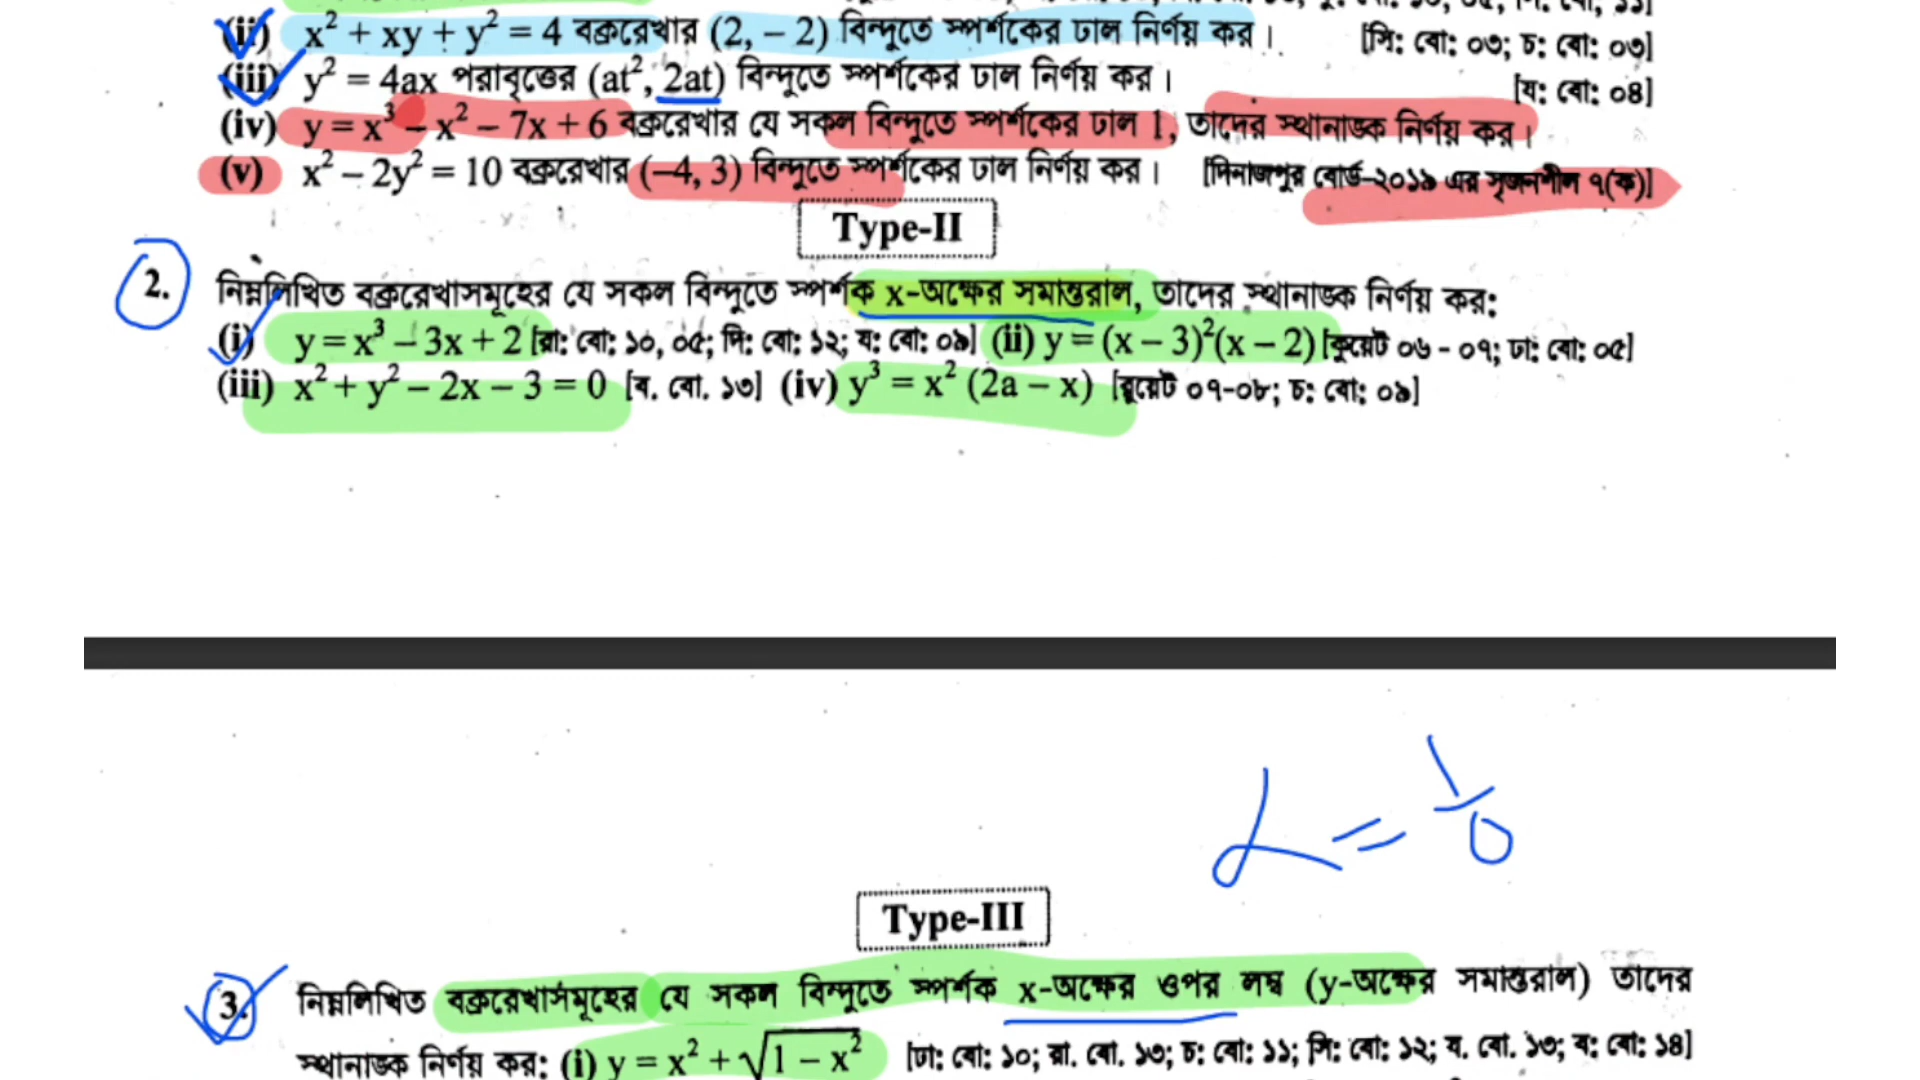 (ii) x² + xy + y² = 4 বক্ররেখার (2, – 2) বিন্দুতে স্পর্শকের ঢাল নির্ণয় কর। [সি: বো: ০৩; চ: বো: ০৩]
(iii) y² = 4ax পরাবৃত্তের (at², 2at) বিন্দুতে স্পর্শকের ঢাল নির্ণয় কর। [য: বো: ০৪]
(iv) y = x³ – x² – 7x + 6 বক্ররেখার যে সকল বিন্দুতে স্পর্শকের ঢাল 1, তাদের স্থানাঙ্ক নির্ণয় কর।
(v) x² – 2y² = 10 বক্ররেখার (–4, 3) বিন্দুতে স্পর্শকের ঢাল নির্ণয় কর। [দিনাজপুর বোর্ড-২০১৯ এর সৃজনশীল ৭(ক)]
Type-II
2. নিম্নলিখিত বক্ররেখাসমূহের যে সকল বিন্দুতে স্পর্শক x-অক্ষের সমান্তরাল, তাদের স্থানাঙ্ক নির্ণয় কর:
(i) y = x³ – 3x + 2 [রা: বো: ১০, ০৫; দি: বো: ১২; য: বো: ০৯] (ii) y = (x – 3)²(x – 2) [কুয়েট ০৬ - ০৭; ঢা: বো: ০৫]
(iii) x² + y² – 2x – 3 = 0 [ব. বো. ১৩] (iv) y³ = x² (2a – x) [বুয়েট ০৭-০৮; চ: বো: ০৯]
= 1/0
Type-III
3. নিম্নলিখিত বক্ররেখাসমূহের যে সকল বিন্দুতে স্পর্শক x-অক্ষের ওপর লম্ব (y-অক্ষের সমান্তরাল) তাদের
স্থানাঙ্ক নির্ণয় কর: (i) y = x² + √1 – x² [ঢা: বো: ১০; রা. বো. ১৩; চ: বো: ১১; সি: বো: ১২; য. বো. ১৩; ব: বো: ১৪]